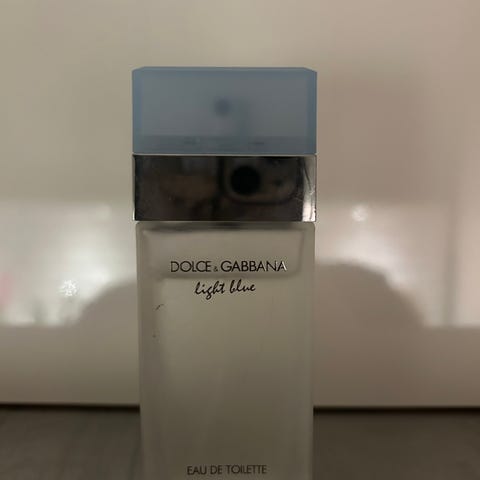 DOLCE & GABBANA
light blue
EAU DE TOILETTE